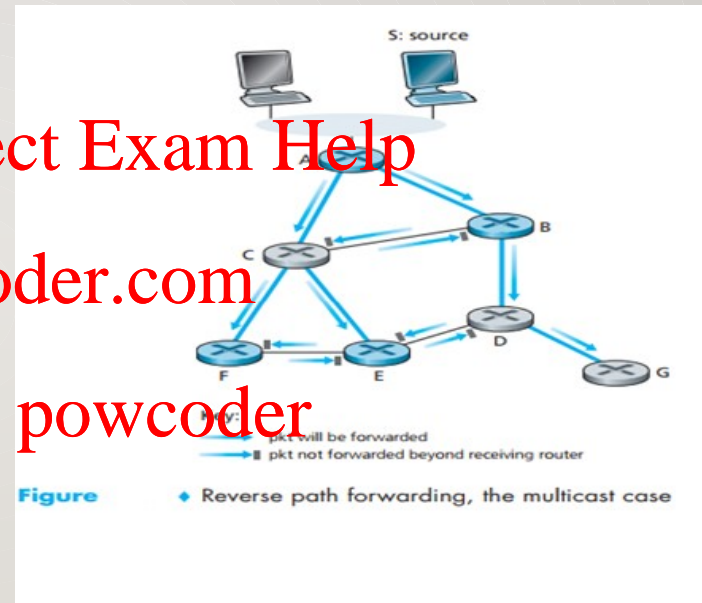 S: source
ect Exam Help
A
B
C
oder.com
D
F
E
G
powcoder
Key:
pkt will be forwarded
pkt not forwarded beyond receiving router
Figure ◆ Reverse path forwarding, the multicast case